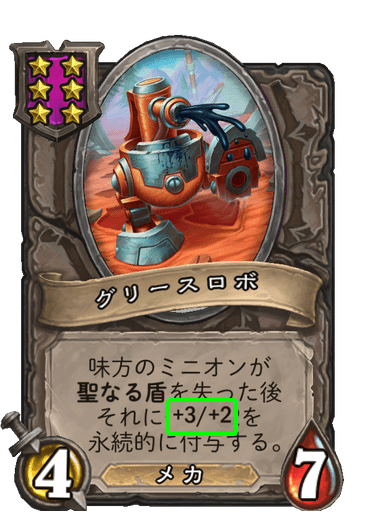 グリースロボ
味方のミニオンが
聖なる盾を失った後
それに +3/+2 を
永続的に付与する。
メカ
4
7